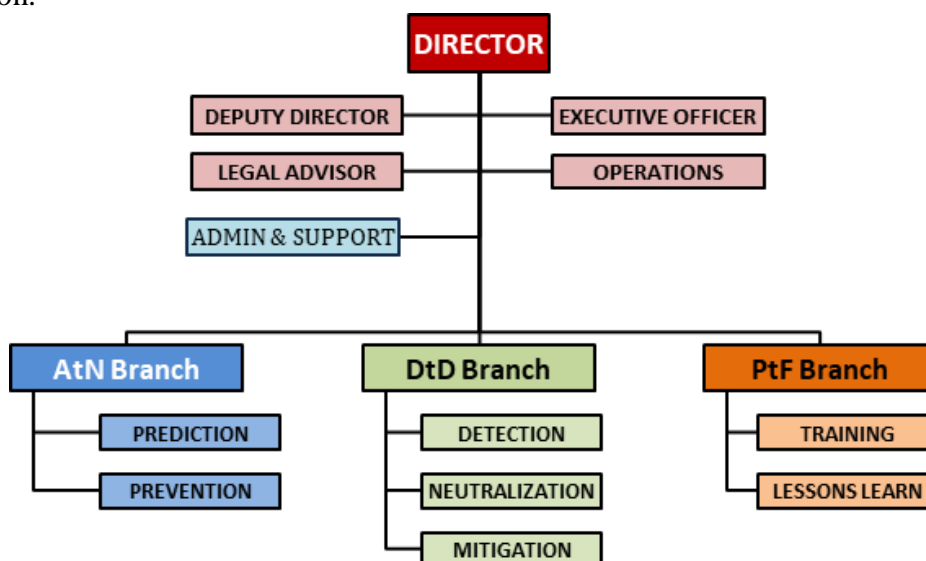 on.
DIRECTOR
DEPUTY DIRECTOR
EXECUTIVE OFFICER
LEGAL ADVISOR
OPERATIONS
ADMIN & SUPPORT
AtN Branch
DtD Branch
PtF Branch
PREDICTION
DETECTION
TRAINING
PREVENTION
NEUTRALIZATION
LESSONS LEARN
MITIGATION